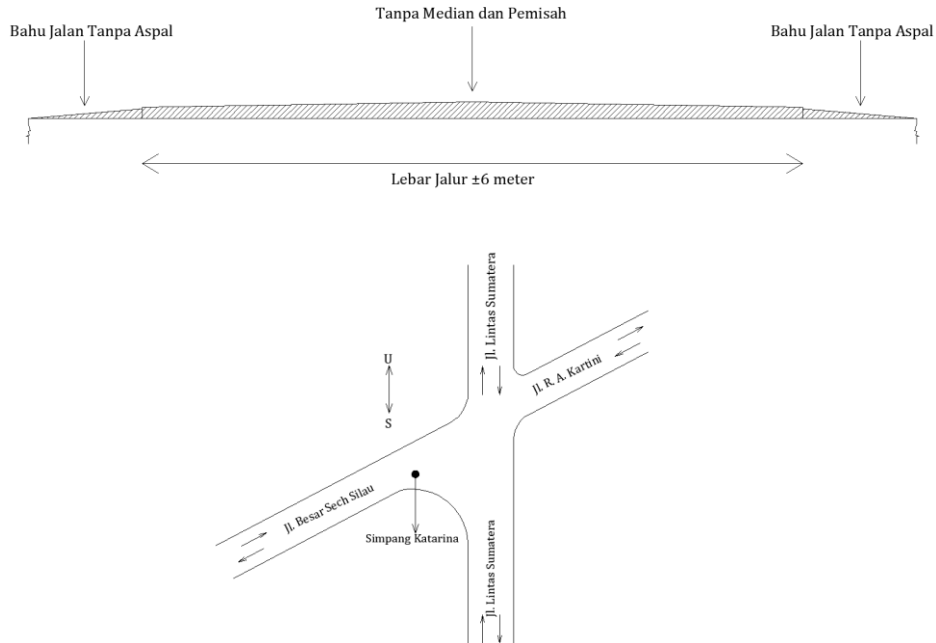 Tanpa Median dan Pemisah
Bahu Jalan Tanpa Aspal
Bahu Jalan Tanpa Aspal
Lebar Jalur ±6 meter
Jl. Lintas Sumatera
U
S
Jl. R. A. Kartini
Jl. Besar Sech Silau
Simpang Katarina
Jl. Lintas Sumatera